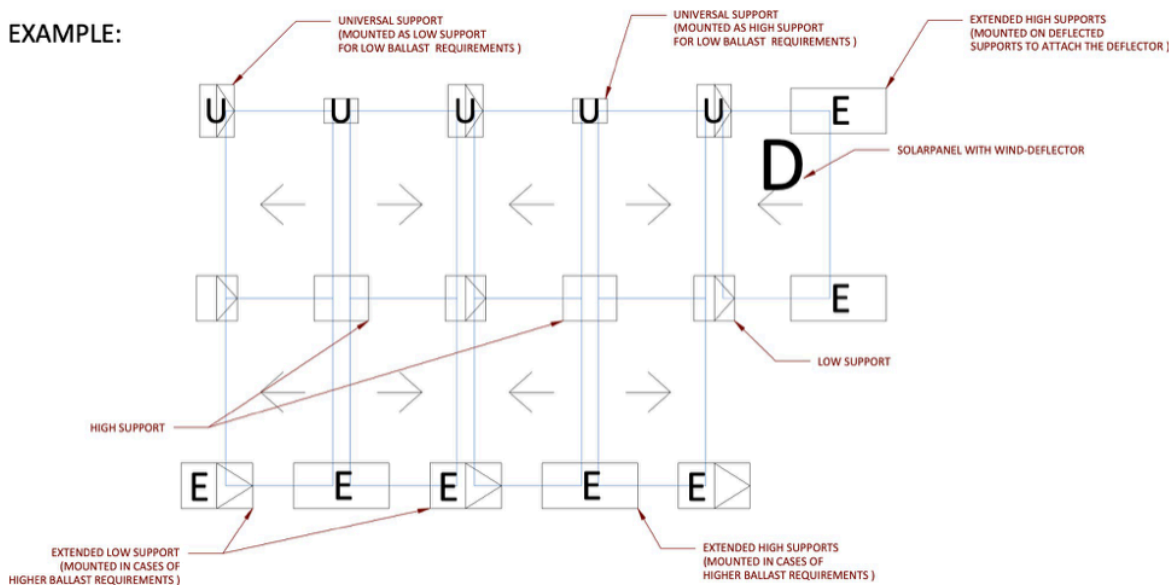 EXAMPLE:
UNIVERSAL SUPPORT
(MOUNTED AS LOW SUPPORT
FOR LOW BALLAST REQUIREMENTS )
UNIVERSAL SUPPORT
(MOUNTED AS HIGH SUPPORT
FOR LOW BALLAST REQUIREMENTS )
EXTENDED HIGH SUPPORTS
(MOUNTED ON DEFLECTED
SUPPORTS TO ATTACH THE DEFLECTOR )
U U U U U E
D
SOLARPANEL WITH WIND-DEFLECTOR
E
LOW SUPPORT
HIGH SUPPORT
E E E E E
EXTENDED LOW SUPPORT
(MOUNTED IN CASES OF
HIGHER BALLAST REQUIREMENTS )
EXTENDED HIGH SUPPORTS
(MOUNTED IN CASES OF
HIGHER BALLAST REQUIREMENTS )